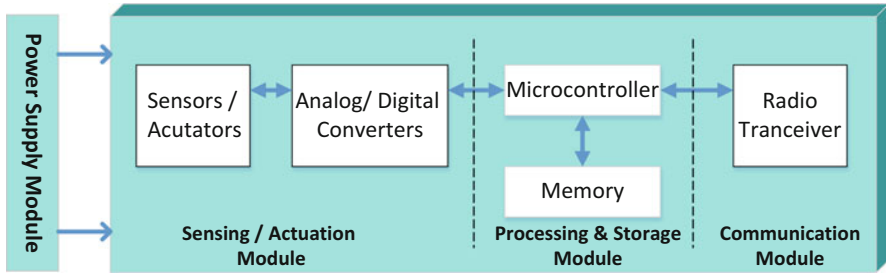 Power Supply Module
Sensors /
Acutators
Analog/ Digital
Converters
Microcontroller
Memory
Radio
Tranceiver
Sensing / Actuation
Module
Processing & Storage
Module
Communication
Module